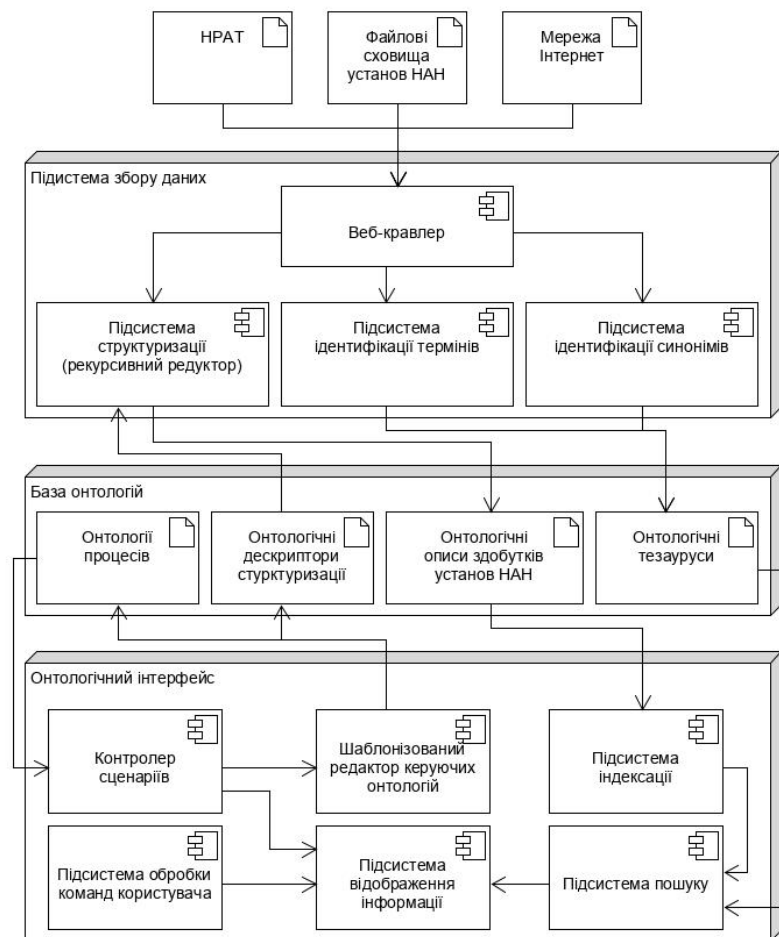 НРАТ
Файлові
сховища
установ НАН
Мережа
Інтернет
Підистема збору даних
Веб-кравлер
Підсистема
структуризації
(рекурсивний редуктор)
Підсистема
ідентифікації термінів
Підсистема
ідентифікації синонімів
База онтологій
Онтології
процесів
Онтологічні
дескриптори
стурктуризації
Онтологічні
описи здобутків
установ НАН
Онтологічні
тезауруси
Онтологічний інтерфейс
Контролер
сценаріїв
Шаблонізований
редактор керуючих
онтологій
Підсистема
індексації
Підсистема обробки
команд користувача
Підсистема
відображення
інформації
Підсистема пошуку